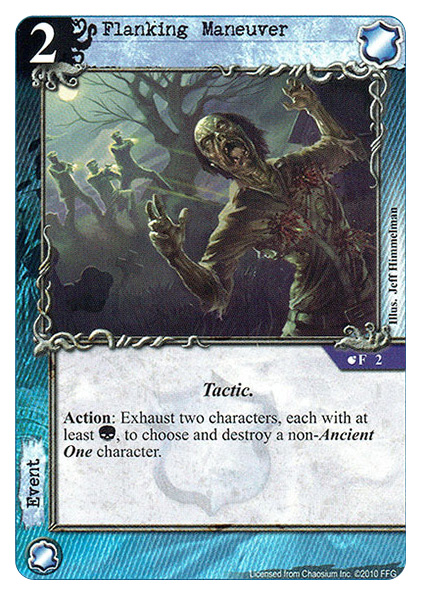 2
Flanking Maneuver
Illus. Jeff Himmelman
F 2
Tactic.
Action: Exhaust two characters, each with at
least , to choose and destroy a non-Ancient
One character.
Event
Licensed from Chaosium Inc. ©2010 FFG